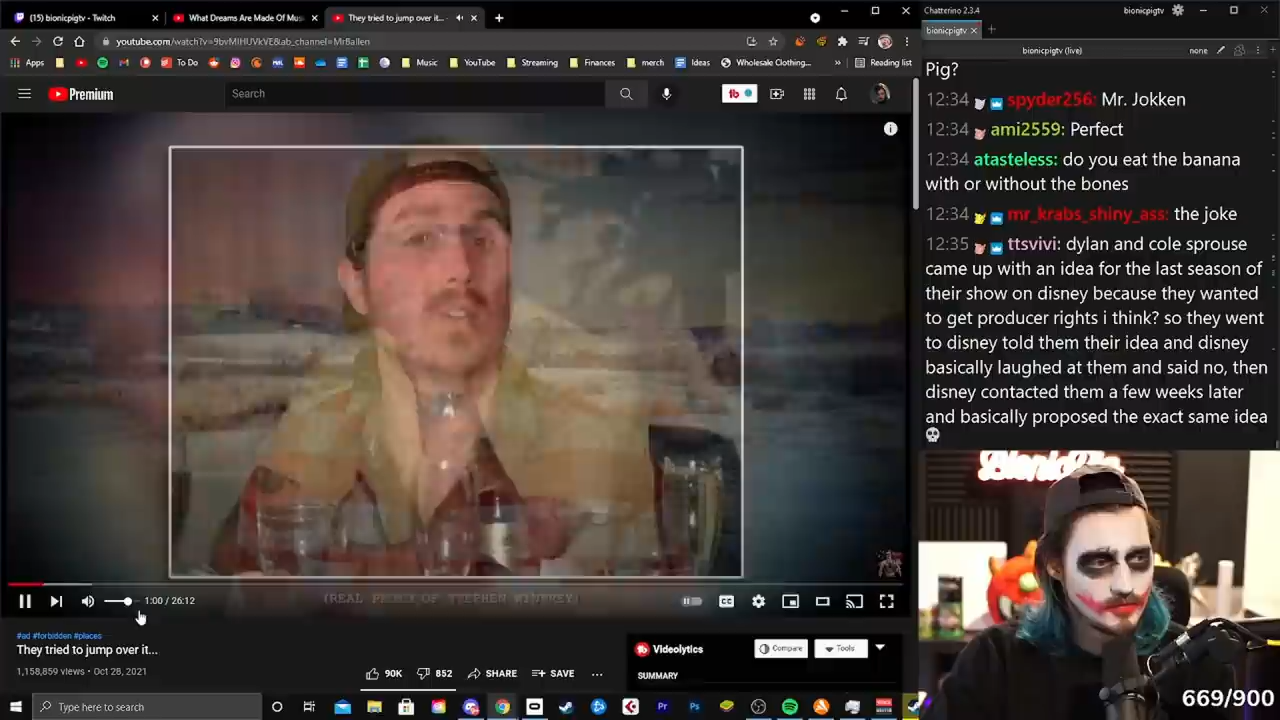 (15) bionicpigtv - Twitch
What Dreams Are Made Of Mus
They tried to jump over it...
youtube.com/watch?v=9bvMIHUVkVE&ab_channel=MrBallen
Apps
To Do
Music
YouTube
Streaming
Finances
merch
Ideas
Wholesale Clothing...
Reading list
Premium
Search
1:00 / 26:12
(REAL PHOTO OF STEPHEN WINFREY)
#ad #forbidden #places
They tried to jump over it...
1,158,859 views • Oct 28, 2021
90K
852
SHARE
SAVE
Videolytics
Compare
Tools
SUMMARY
Type here to search
Chatterino 2.3.4
bionicpigtv
bionicpigtv
bionicpigtv (live)
none
Pig?
12:34 spyder256: Mr. Jokken
12:34 ami2559: Perfect
12:34 atasteless: do you eat the banana
with or without the bones
12:34 mr_krabs_shiny_ass: the joke
12:35 ttsvivi: dylan and cole sprouse
came up with an idea for the last season of
their show on disney because they wanted
to get producer rights i think? so they went
to disney told them their idea and disney
basically laughed at them and said no, then
disney contacted them a few weeks later
and basically proposed the exact same idea
669/900